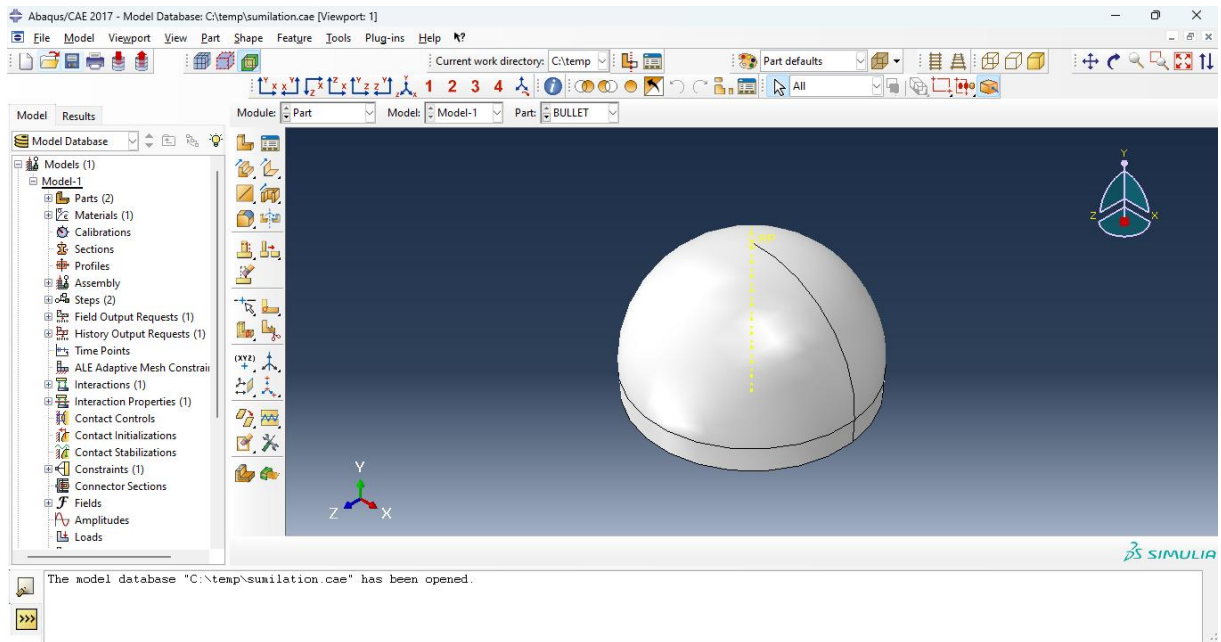 Abaqus/CAE 2017 - Model Database: C:\temp\sumilation.cae [Viewport: 1]
File Model Viewport View Part Shape Feature Tools Plug-ins Help
Current work directory: C:\temp
Part defaults
1 2 3 4
All
Model Results
Module: Part Model: Model-1 Part: BULLET
Model Database
Models (1)
Model-1
Parts (2)
Materials (1)
Calibrations
Sections
Profiles
Assembly
Steps (2)
Field Output Requests (1)
History Output Requests (1)
Time Points
ALE Adaptive Mesh Constrai
Interactions (1)
Interaction Properties (1)
Contact Controls
Contact Initializations
Contact Stabilizations
Constraints (1)
Connector Sections
Fields
Amplitudes
Loads
(XYZ)
Y
Z
X
Y
Z
X
SIMULIA
The model database "C:\temp\sumilation.cae" has been opened.